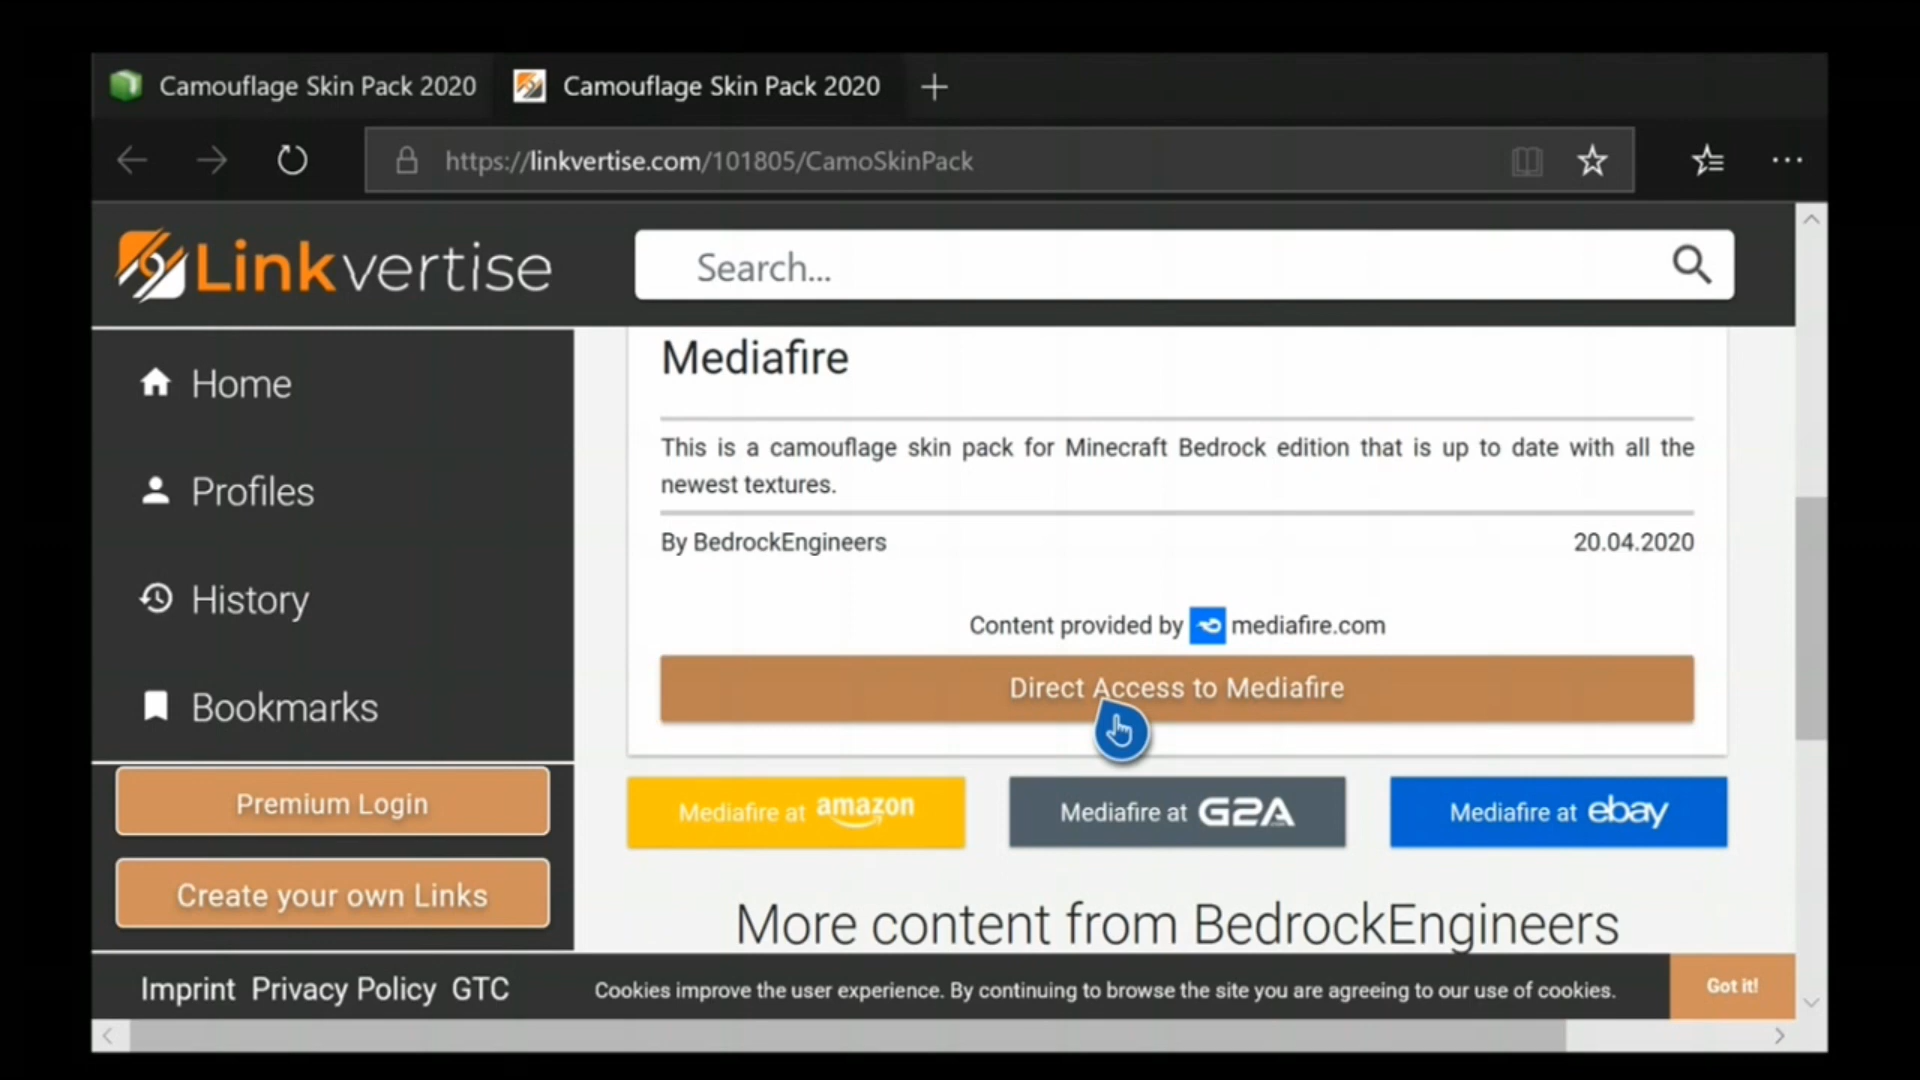 Camouflage Skin Pack 2020
Camouflage Skin Pack 2020
https://linkvertise.com/101805/CamoSkinPack
Linkvertise
Search...
Home
Profiles
History
Bookmarks
Premium Login
Create your own Links
Mediafire
This is a camouflage skin pack for Minecraft Bedrock edition that is up to date with all the
newest textures.
By BedrockEngineers
20.04.2020
Content provided by mediafire.com
Direct Access to Mediafire
Mediafire at amazon
Mediafire at G2A.COM
Mediafire at ebay
More content from BedrockEngineers
Imprint Privacy Policy GTC
Cookies improve the user experience. By continuing to browse the site you are agreeing to our use of cookies.
Got it!